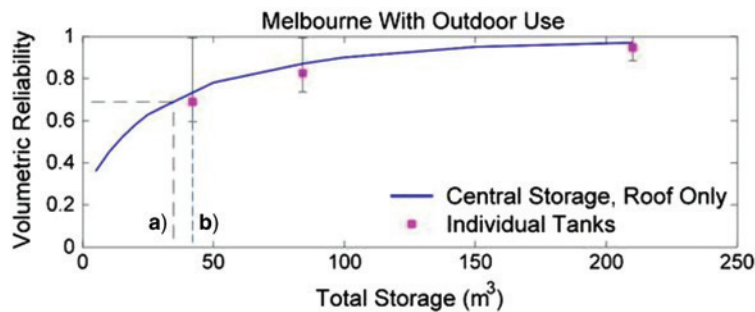 Melbourne With Outdoor Use
Volumetric Reliability
1
0.8
0.6
0.4
0.2
0
a)
b)
Central Storage, Roof Only
Individual Tanks
0 50 100 150 200 250
Total Storage (m³)